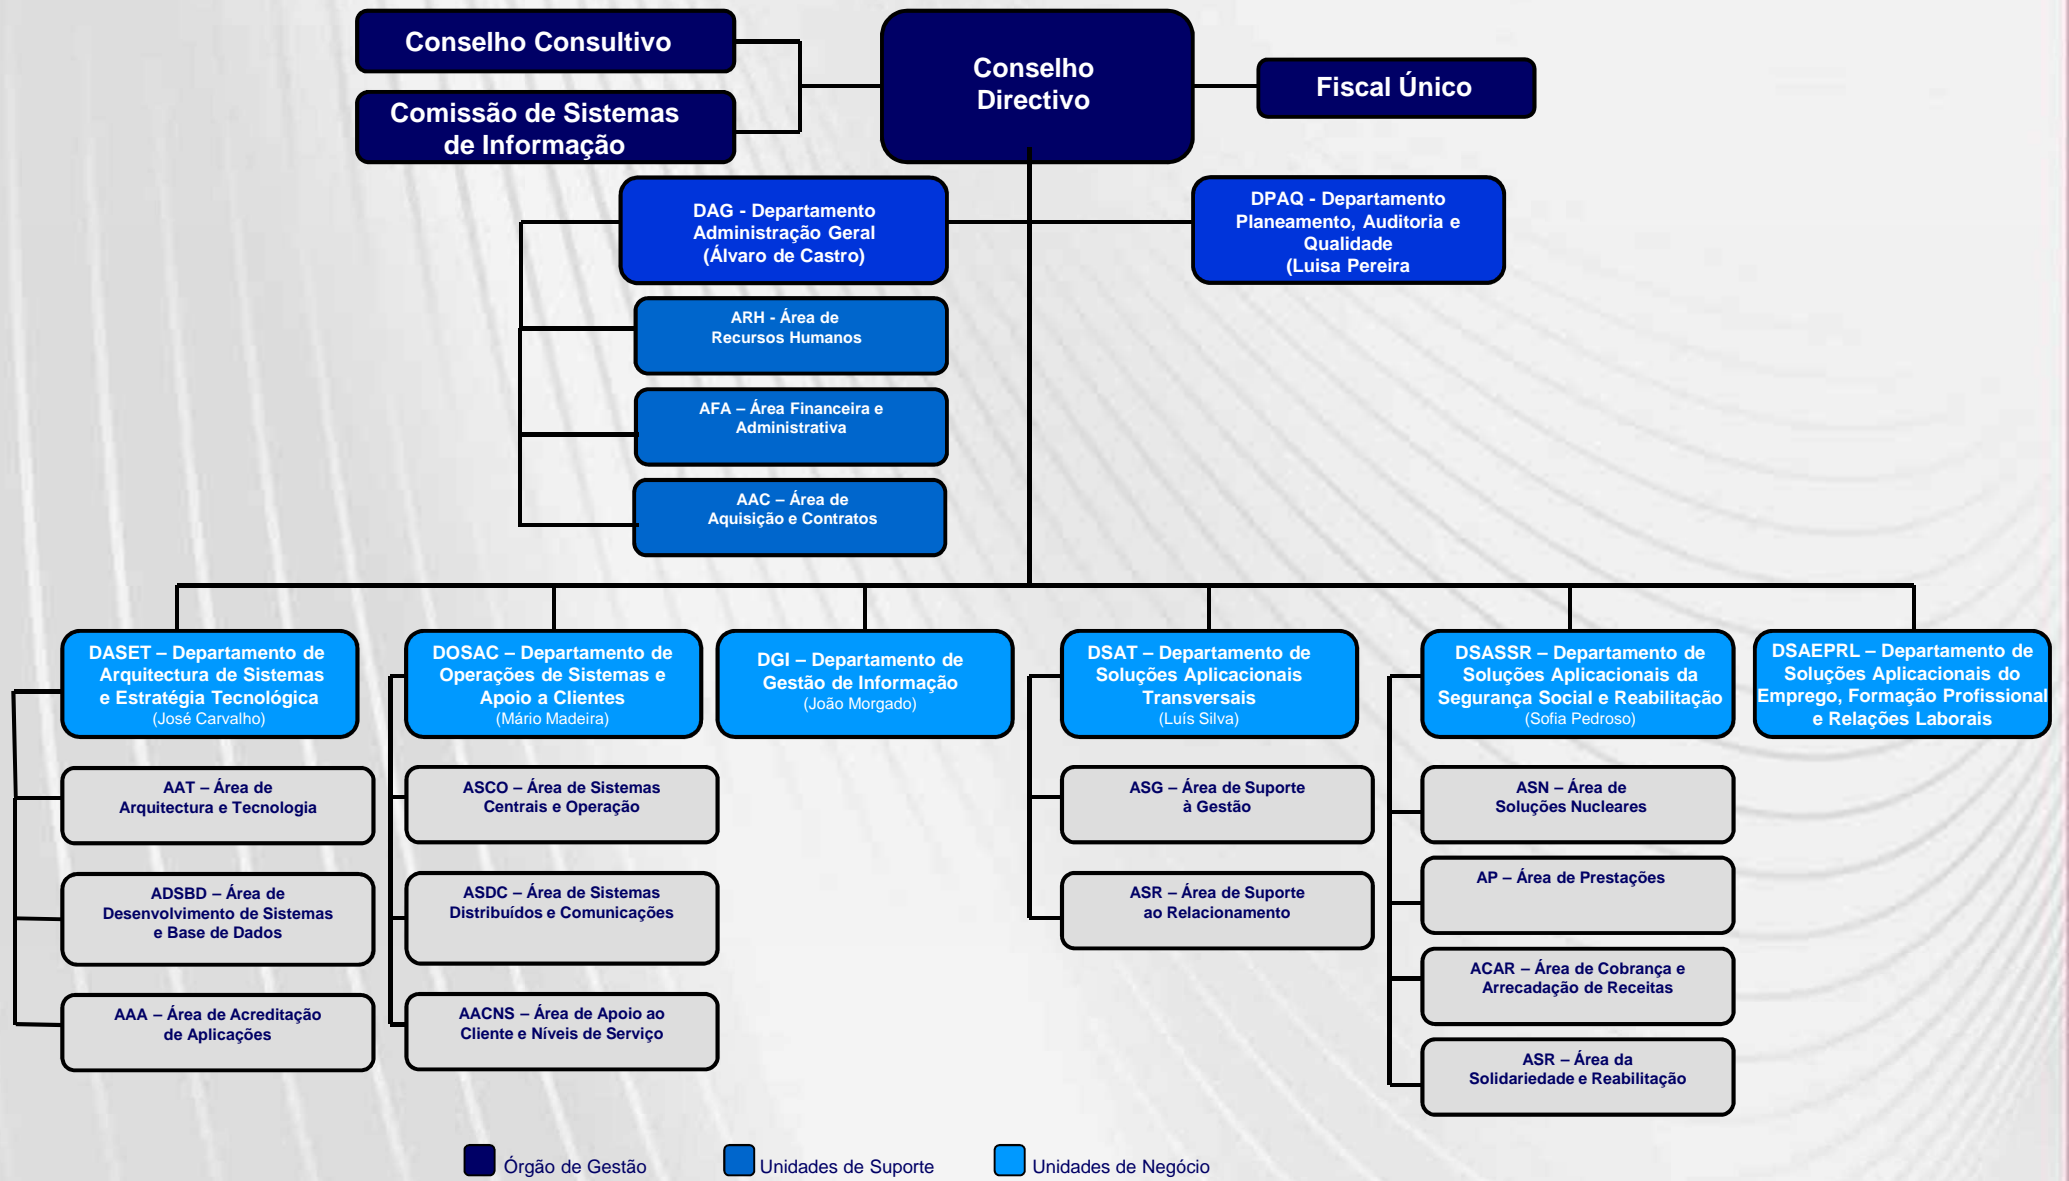 Conselho Consultivo
Comissão de Sistemas
de Informação
Conselho
Directivo
Fiscal Único
DAG - Departamento
Administração Geral
(Álvaro de Castro)
DPAQ - Departamento
Planeamento, Auditoria e
Qualidade
(Luisa Pereira
ARH - Área de
Recursos Humanos
AFA – Área Financeira e
Administrativa
AAC – Área de
Aquisição e Contratos
DASET – Departamento de
Arquitectura de Sistemas
e Estratégia Tecnológica
(José Carvalho)
DOSAC – Departamento de
Operações de Sistemas e
Apoio a Clientes
(Mário Madeira)
DGI – Departamento de
Gestão de Informação
(João Morgado)
DSAT – Departamento de
Soluções Aplicacionais
Transversais
(Luís Silva)
DSASSR – Departamento de
Soluções Aplicacionais da
Segurança Social e Reabilitação
(Sofia Pedroso)
DSAEPRL – Departamento de
Soluções Aplicacionais do
Emprego, Formação Profissional
e Relações Laborais
AAT – Área de
Arquitectura e Tecnologia
ADSBD – Área de
Desenvolvimento de Sistemas
e Base de Dados
AAA – Área de Acreditação
de Aplicações
ASCO – Área de Sistemas
Centrais e Operação
ASDC – Área de Sistemas
Distribuídos e Comunicações
AACNS – Área de Apoio ao
Cliente e Níveis de Serviço
ASG – Área de Suporte
à Gestão
ASR – Área de Suporte
ao Relacionamento
ASN – Área de
Soluções Nucleares
AP – Área de Prestações
ACAR – Área de Cobrança e
Arrecadação de Receitas
ASR – Área da
Solidariedade e Reabilitação
Órgão de Gestão
Unidades de Suporte
Unidades de Negócio